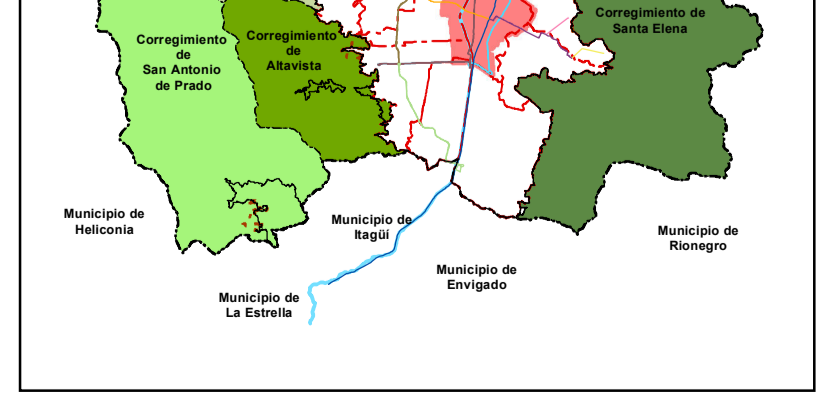 Corregimiento de
Santa Elena
Corregimiento
de
San Antonio
de Prado
Corregimiento
de
Altavista
Municipio de
Heliconia
Municipio de
Itagüí
Municipio de
Rionegro
Municipio de
Envigado
Municipio de
La Estrella